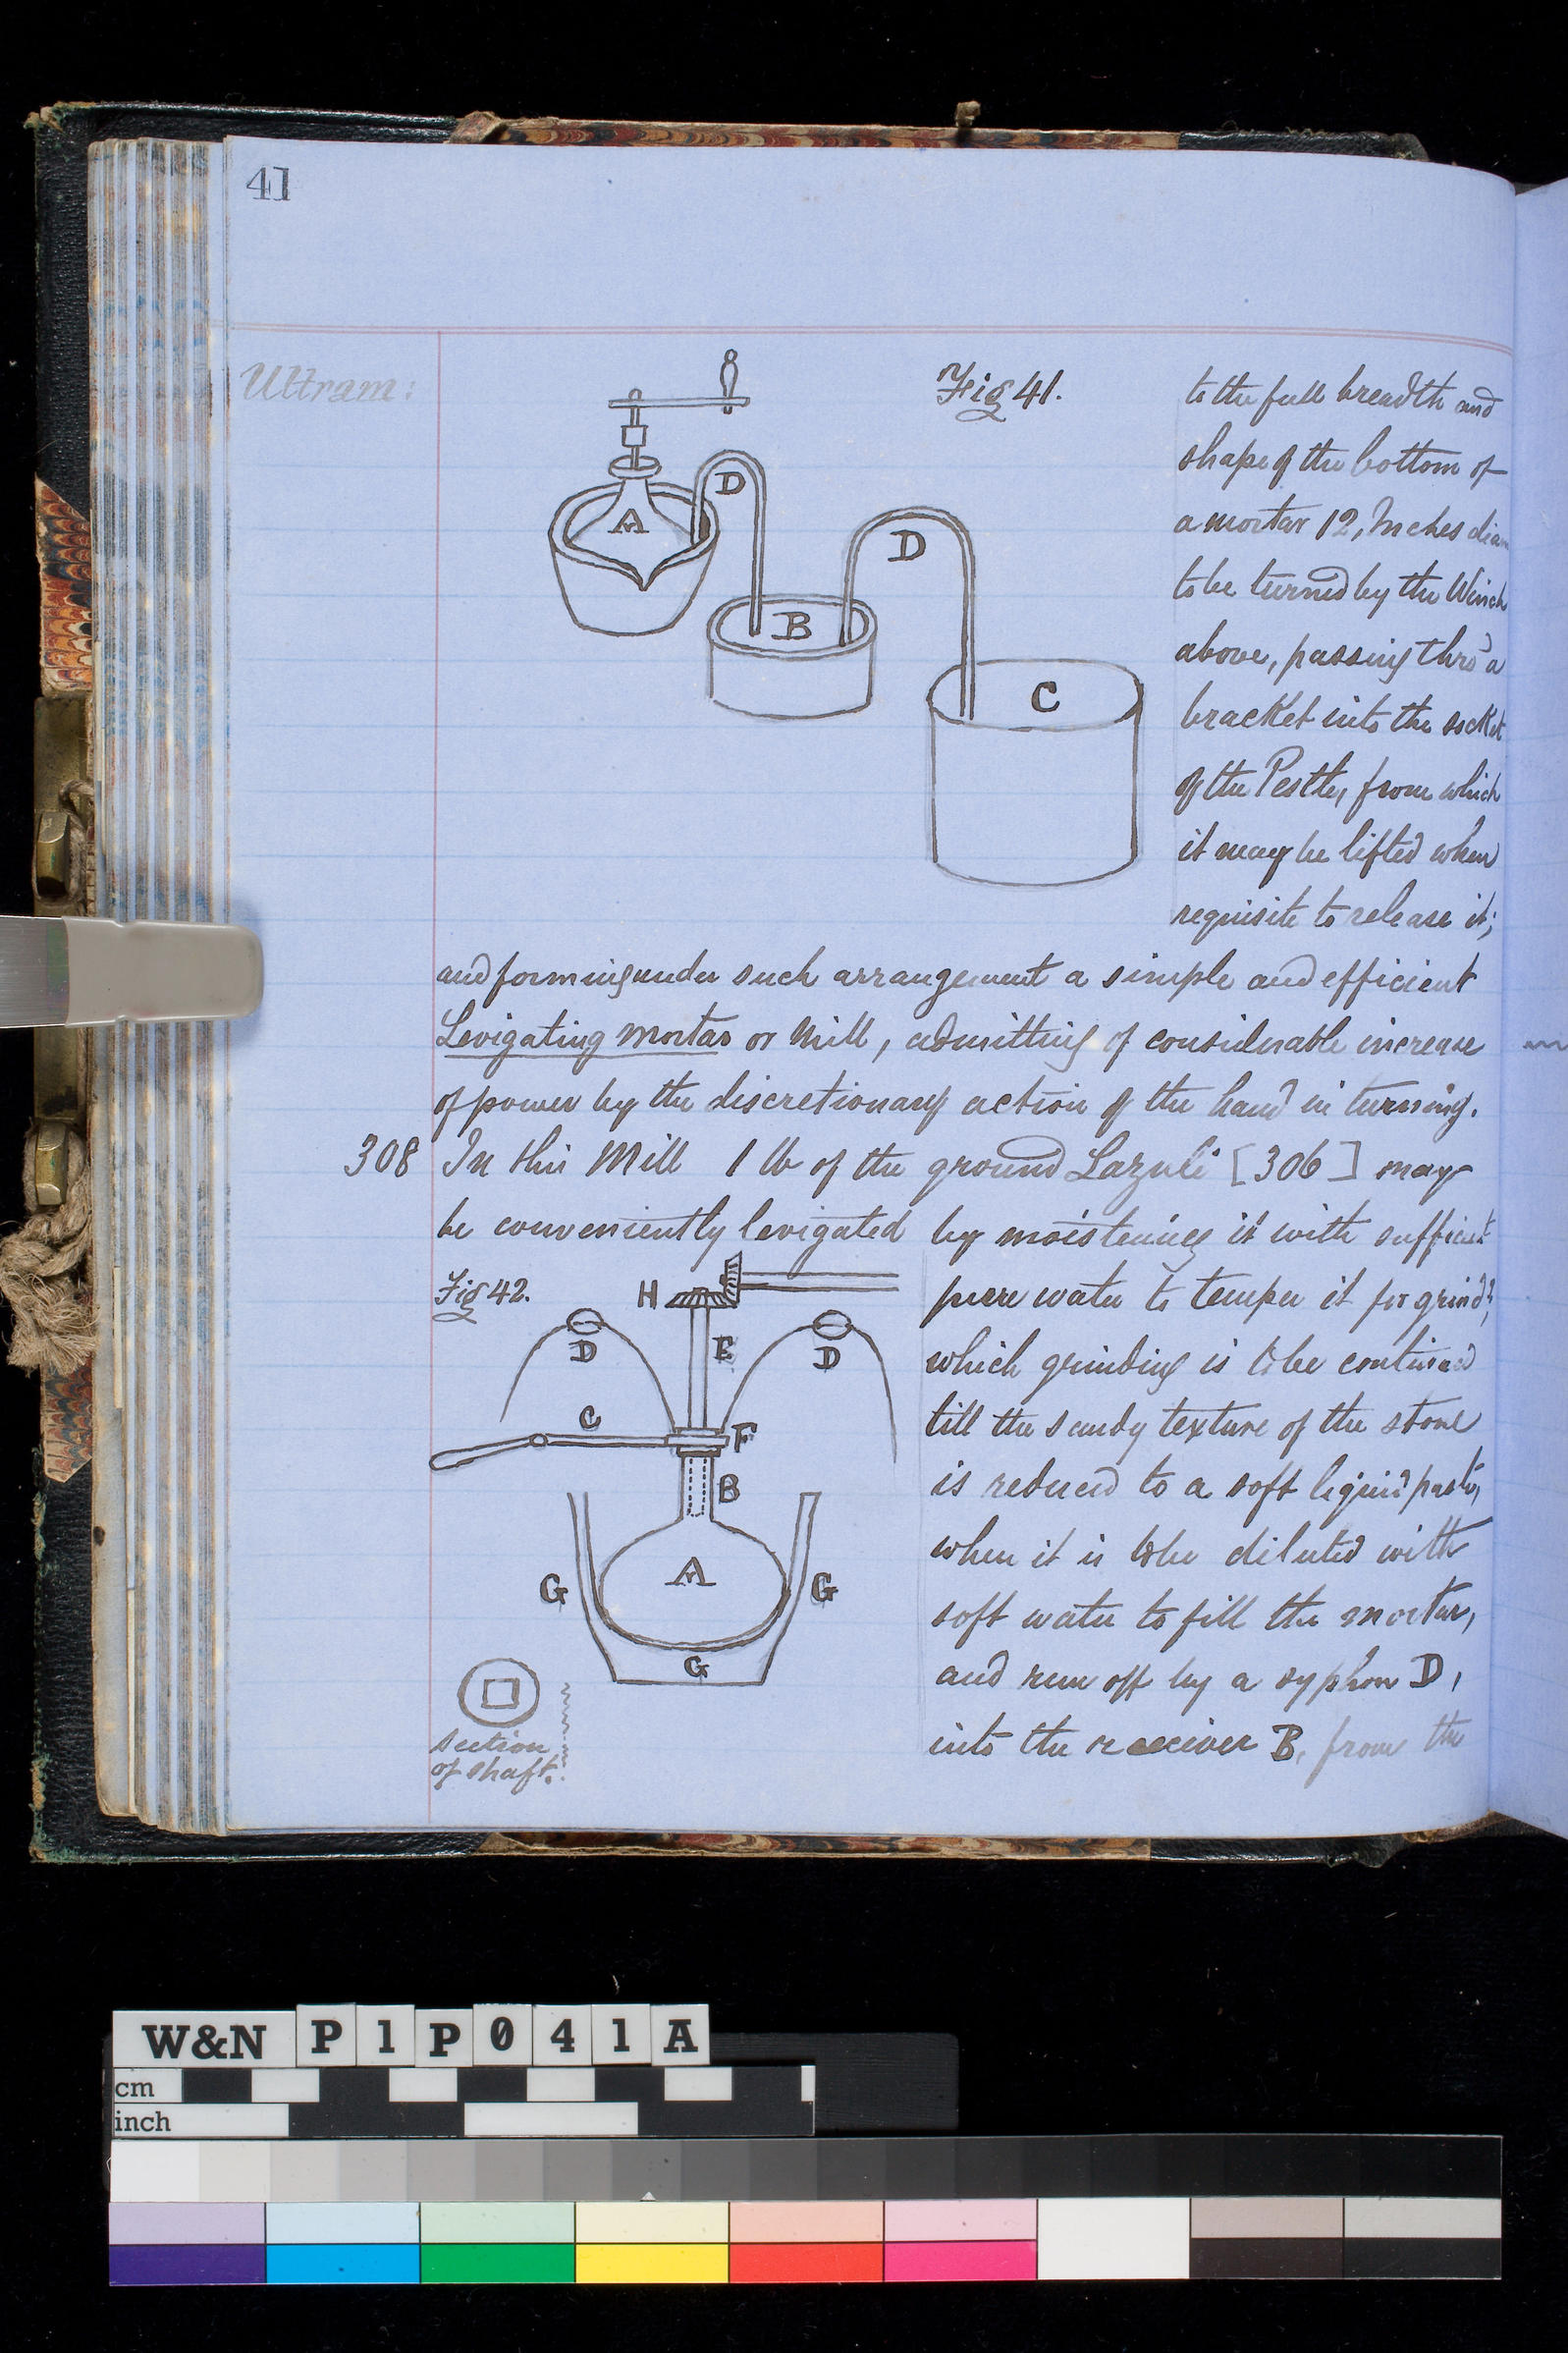 41
Ultram:
Fig 41.
D
A
D
B
C
to the full breadth and
shape of the bottom of
a mortar 12, Inches diam
to be turned by the Winch
above, passing thro' a
bracket into the socket
of the Pestle, from which
it may be lifted when
requisite to release it;
and forming under such arrangement a simple and efficient
Levigating mortar or Mill, admitting of considerable increase
of power by the discretionary action of the hand in turning.
308 In this Mill 1 lb of the ground Lazuli [306] may
be conveniently levigated by moistening it with sufficient
Fig 42.
H
D
E
D
C
F
B
A
G
G
G
section
of shaft.
pure water to temper it for grindg,
which grinding is to be continued
till the sandy texture of the stone
is reduced to a soft liquid paste,
when it is to be diluted with
soft water to fill the mortar,
and run off by a syphon D,
into the receiver B, from the
W&N P1P041A
cm
inch